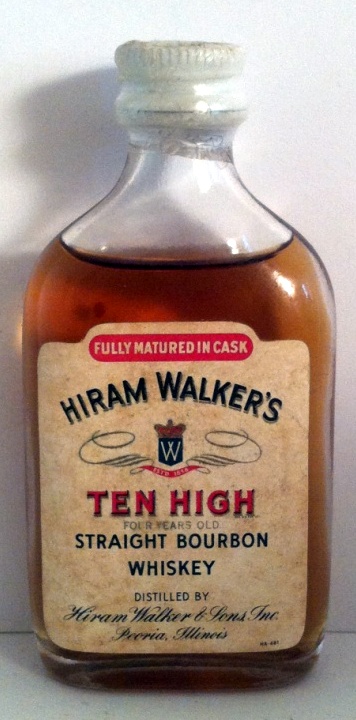 FULLY MATURED IN CASK
HIRAM WALKER'S
W
ESTD 1858
TEN HIGH
FOUR YEARS OLD
STRAIGHT BOURBON
WHISKEY
DISTILLED BY
Hiram Walker & Sons Inc.
Peoria, Illinois